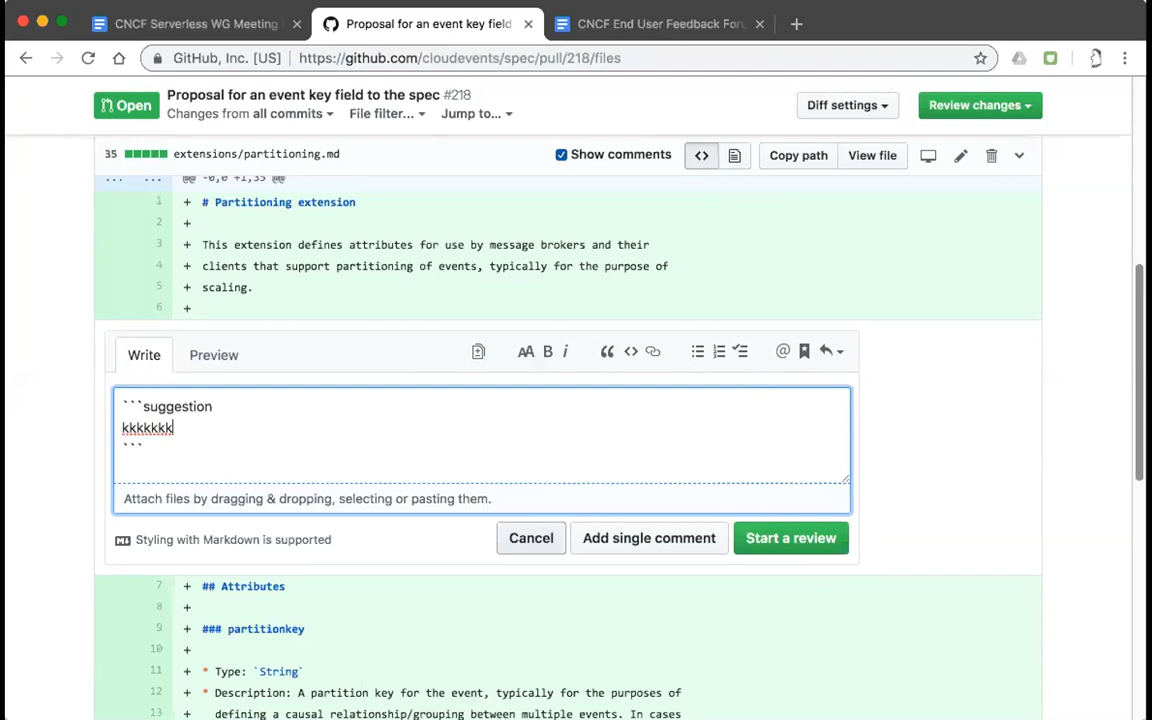 CNCF Serverless WG Meeting
Proposal for an event key field
CNCF End User Feedback For
GitHub, Inc. [US]
https://github.com/cloudevents/spec/pull/218/files
Open
Proposal for an event key field to the spec #218
Changes from all commits
File filter...
Jump to...
Diff settings
Review changes
35
extensions/partitioning.md
Show comments
<>
Copy path
View file
... ... @@ -0,0 +1,35 @@
1 + # Partitioning extension
2 +
3 + This extension defines attributes for use by message brokers and their
4 + clients that support partitioning of events, typically for the purpose of
5 + scaling.
6 +
Write
Preview
AA B i
```suggestion
kkkkkkk
```
Attach files by dragging & dropping, selecting or pasting them.
Styling with Markdown is supported
Cancel
Add single comment
Start a review
7 + ## Attributes
8 +
9 + ### partitionkey
10 +
11 + * Type: `String`
12 + * Description: A partition key for the event, typically for the purposes of
13 + defining a causal relationship/grouping between multiple events. In cases